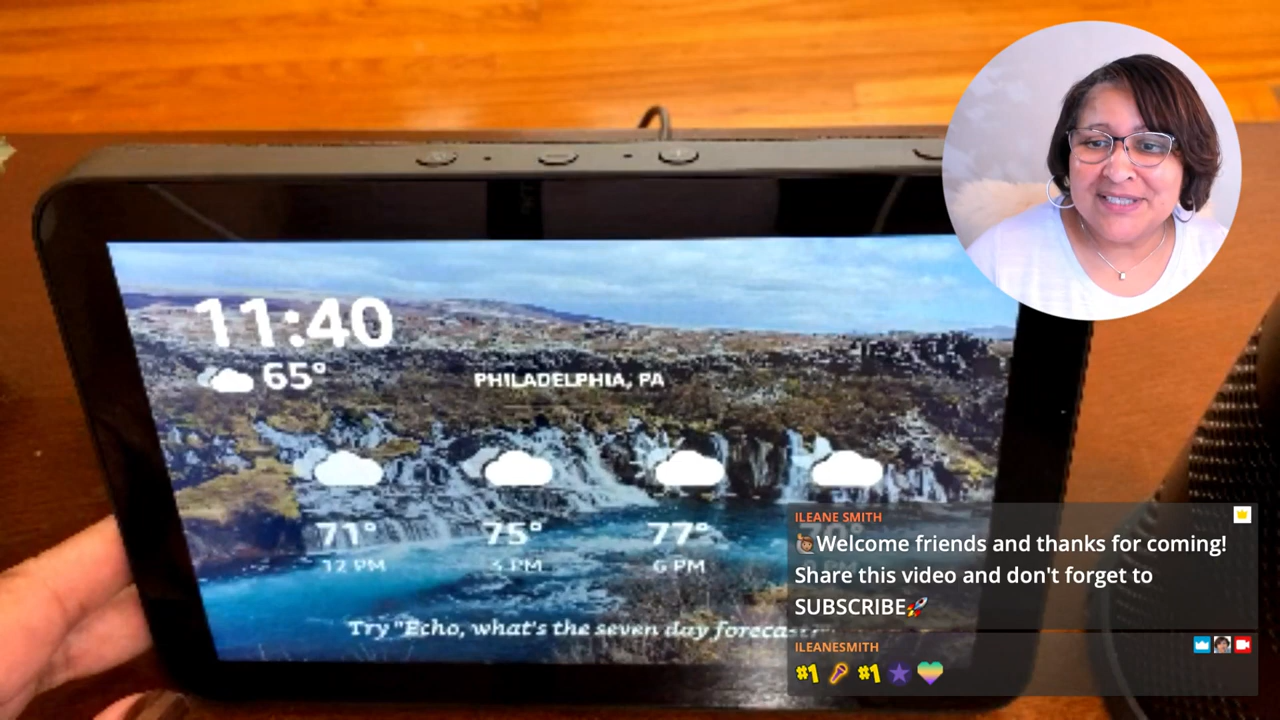 11:40
65°
PHILADELPHIA, PA
71° 75° 77°
12 PM 3 PM 6 PM
Try "Echo, what's the seven day
ILEANE SMITH
🙋🏽Welcome friends and thanks for coming!
Share this video and don't forget to
SUBSCRIBE🚀
ILEANESMITH
#1 #1